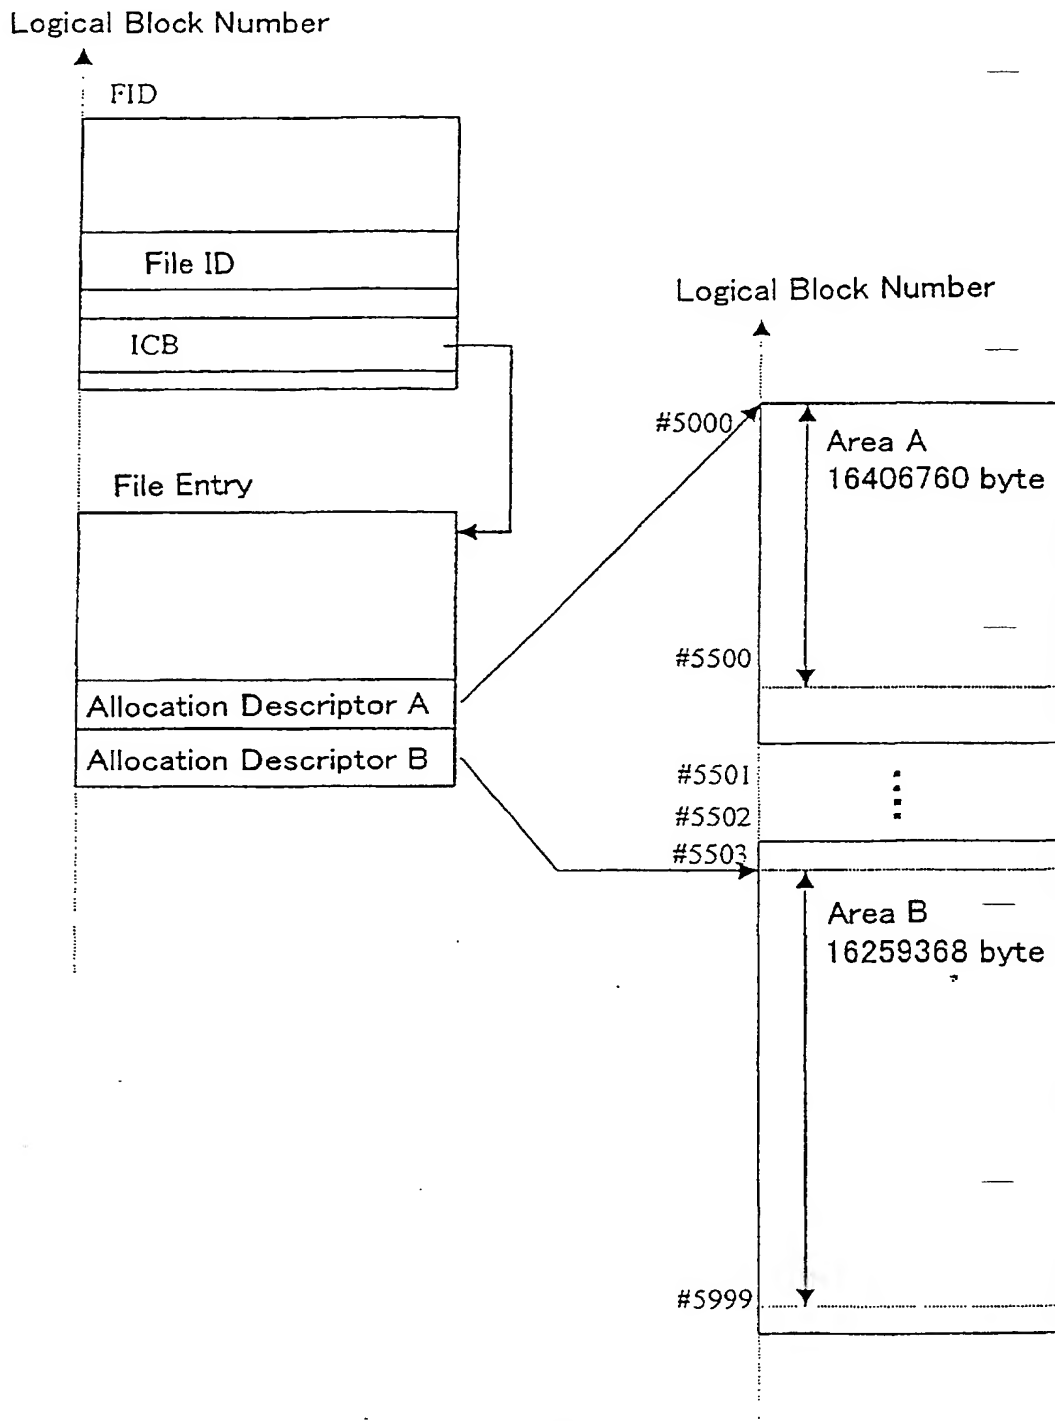 Logical Block Number
FID
File ID
ICB
File Entry
Allocation Descriptor A
Allocation Descriptor B
Logical Block Number
#5000
Area A
16406760 byte
#5500
#5501
#5502
#5503
Area B
16259368 byte
#5999